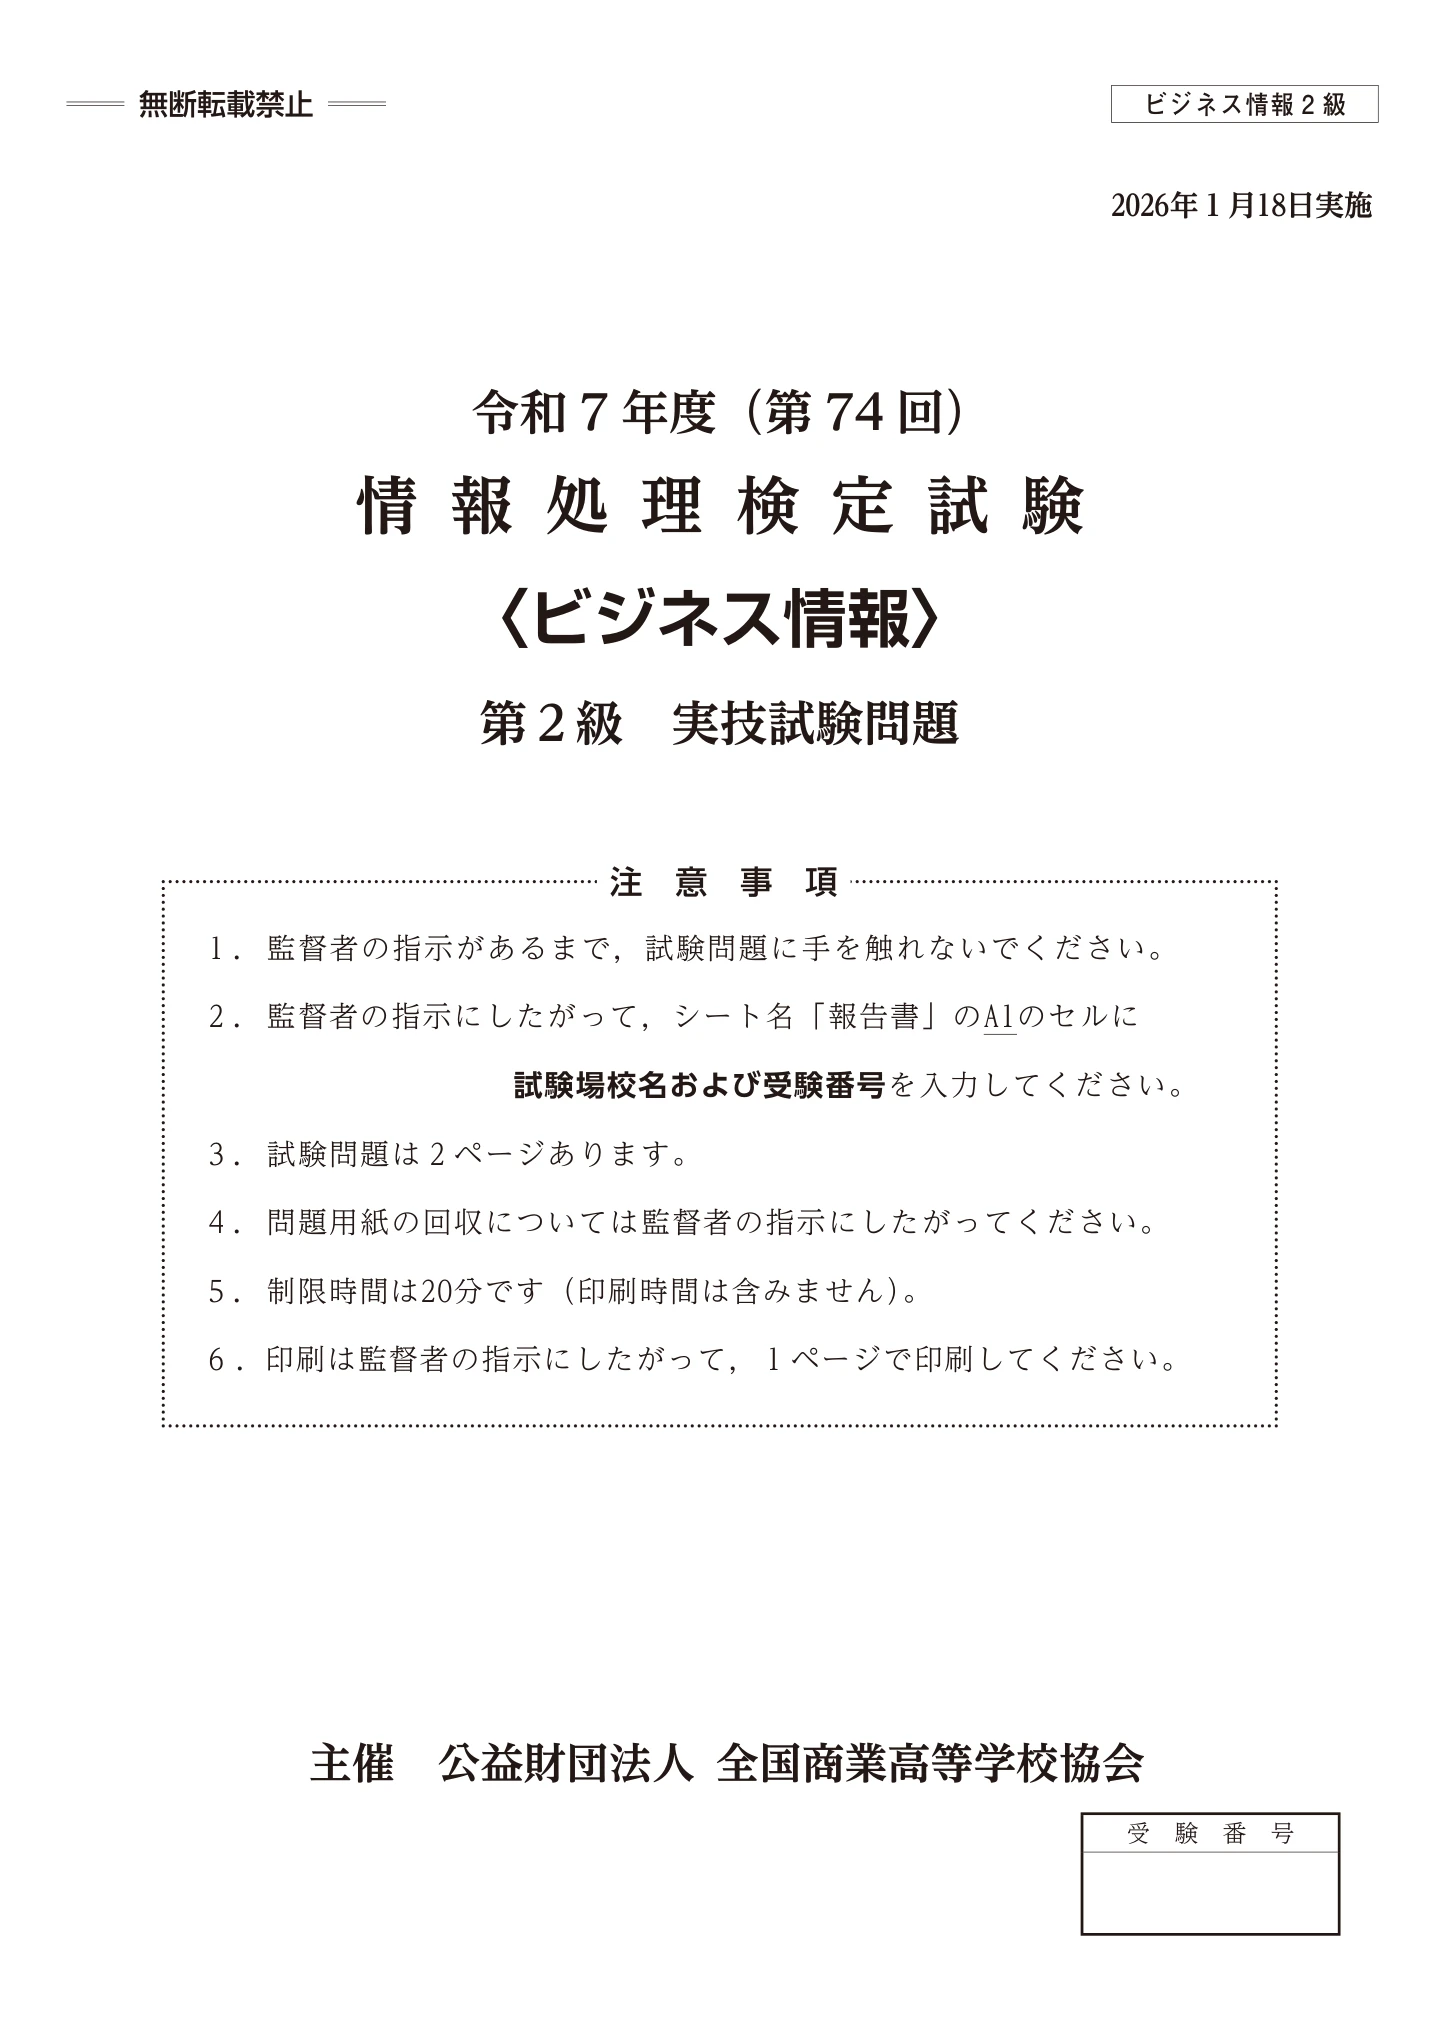 無断転載禁止
ビジネス情報2級
2026年1月18日実施
令和7年度（第74回）
情報処理検定試験
〈ビジネス情報〉
第2級　実技試験問題
注意事項
1．監督者の指示があるまで，試験問題に手を触れないでください。
2．監督者の指示にしたがって，シート名「報告書」のA1のセルに
試験場校名および受験番号を入力してください。
3．試験問題は2ページあります。
4．問題用紙の回収については監督者の指示にしたがってください。
5．制限時間は20分です（印刷時間は含みません）。
6．印刷は監督者の指示にしたがって，1ページで印刷してください。
主催　公益財団法人 全国商業高等学校協会
受験番号